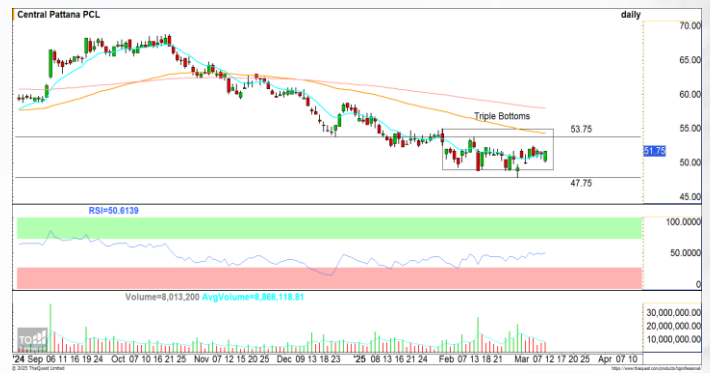 Central Pattana PCL daily
70.00
65.00
60.00
Triple Bottoms
55.00
53.75
51.75
50.00
47.75
45.00
RSI=50.6139
100.0000
50.0000
0
Volume=8,013,200 AvgVolume=8,868,118.81
30,000,000.00
20,000,000.00
10,000,000.00
'24 Sep 06 11 16 19 24 Oct 07 10 16 21 25 Nov 07 12 15 20 25 Dec 09 13 18 23 '25 08 13 16 21 24 Feb 07 13 18 21 Mar 07 12 17 20 25 Apr 07 10
© 2025 ThaiQuest Limited